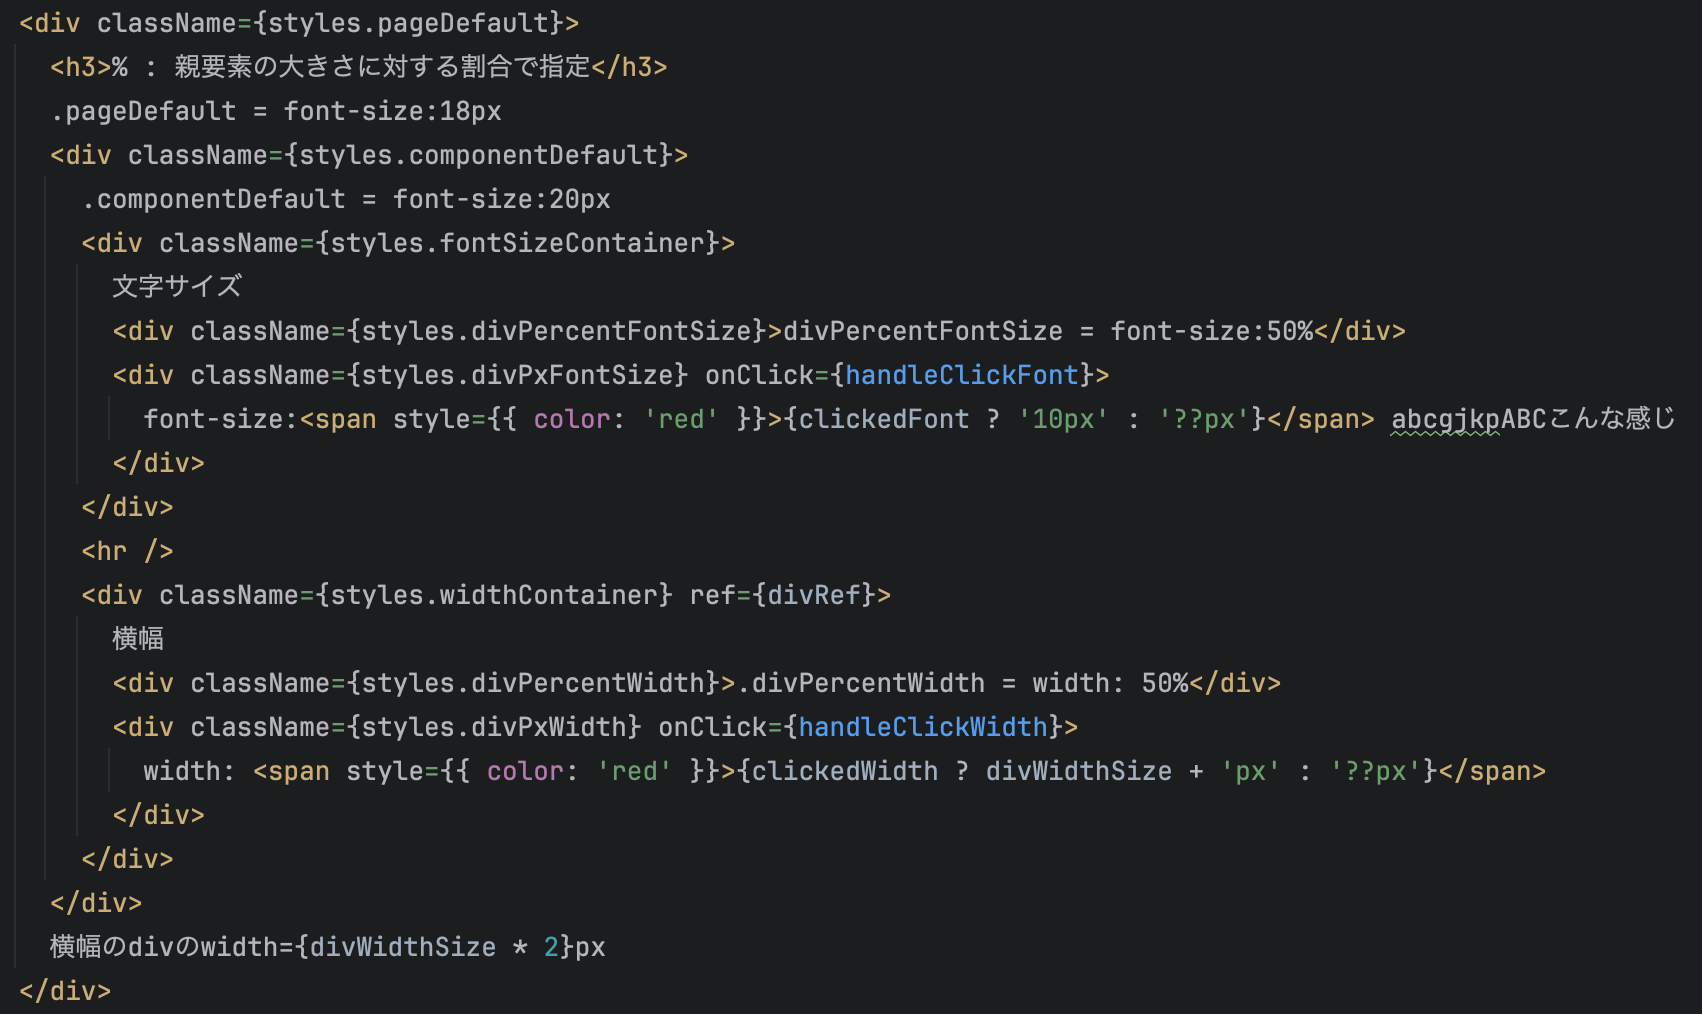 <div className={styles.pageDefault}>
<h3>% : 親要素の大きさに対する割合で指定</h3>
.pageDefault = font-size:18px
<div className={styles.componentDefault}>
.componentDefault = font-size:20px
<div className={styles.fontSizeContainer}>
文字サイズ
<div className={styles.divPercentFontSize}>divPercentFontSize = font-size:50%</div>
<div className={styles.divPxFontSize} onClick={handleClickFont}>
font-size:<span style={{ color: 'red' }}>{clickedFont ? '10px' : '??px'}</span> abcgjkpABCこんな感じ
</div>
</div>
<hr />
<div className={styles.widthContainer} ref={divRef}>
横幅
<div className={styles.divPercentWidth}>.divPercentWidth = width: 50%</div>
<div className={styles.divPxWidth} onClick={handleClickWidth}>
width: <span style={{ color: 'red' }}>{clickedWidth ? divWidthSize + 'px' : '??px'}</span>
</div>
</div>
</div>
横幅のdivのwidth={divWidthSize * 2}px
</div>